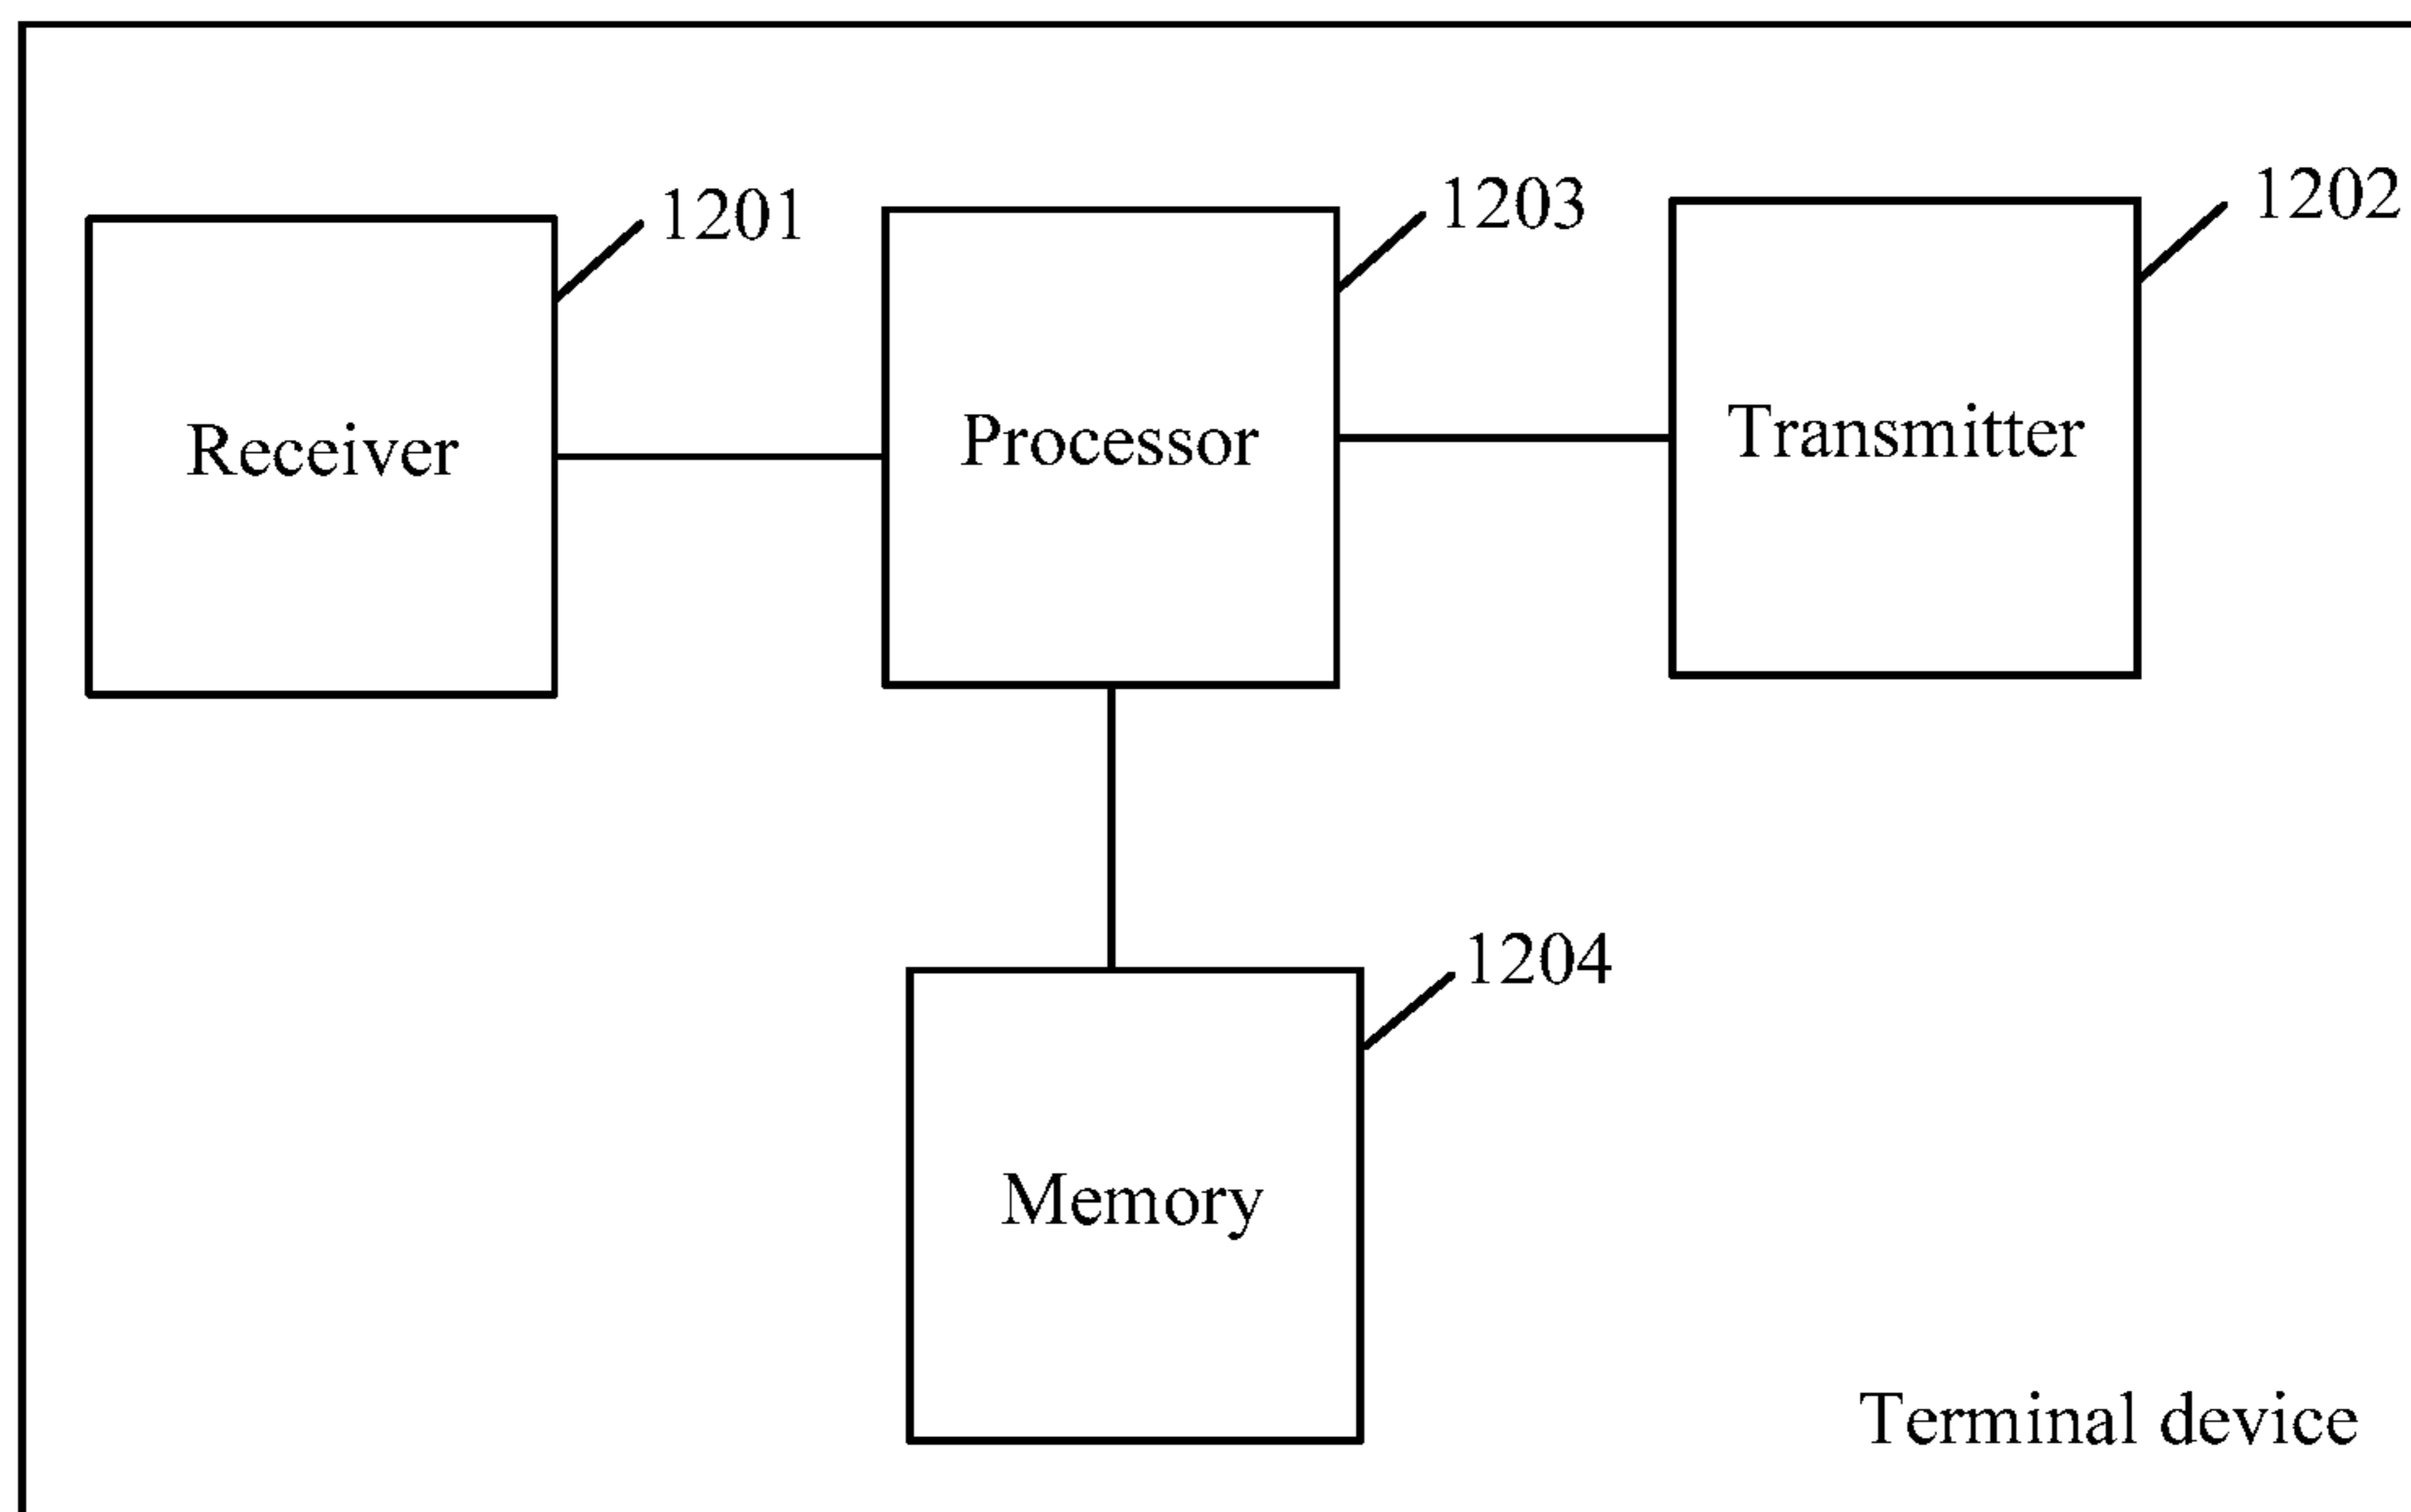 1201
1203
1202
Receiver
Processor
Transmitter
1204
Memory
Terminal device